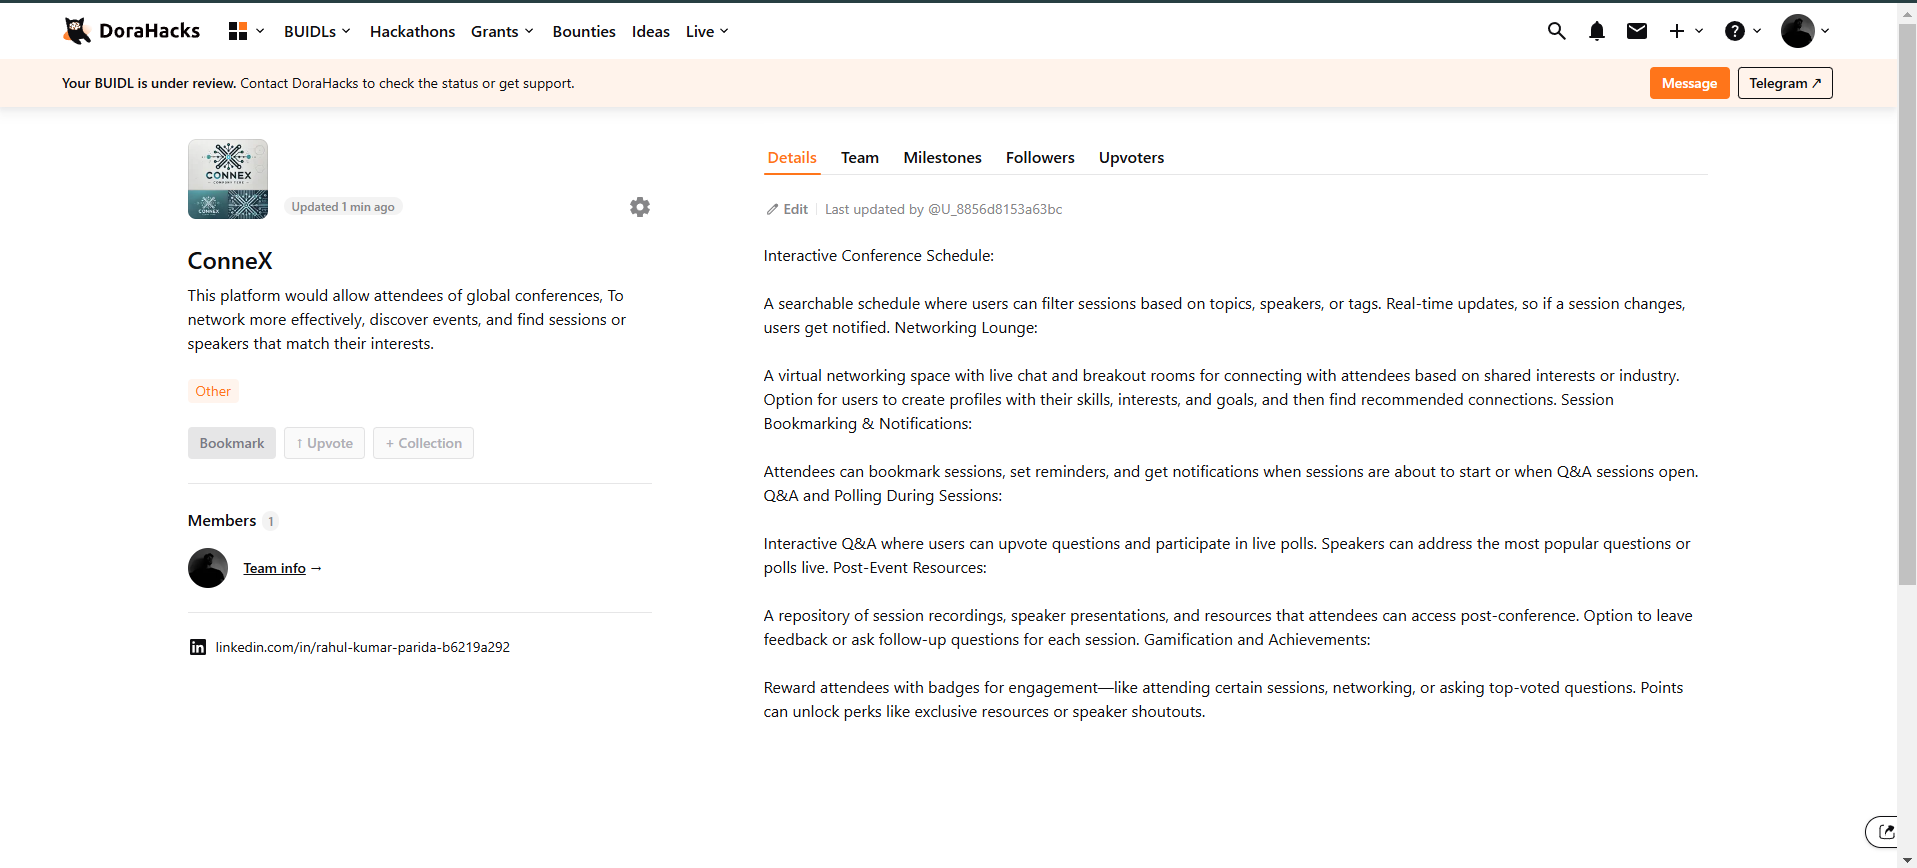 DoraHacks
BUIDLs
Hackathons
Grants
Bounties
Ideas
Live
Your BUIDL is under review. Contact DoraHacks to check the status or get support.
Message
Telegram ↗
CONNEX
CONNEX
Updated 1 min ago
ConneX
This platform would allow attendees of global conferences, To
network more effectively, discover events, and find sessions or
speakers that match their interests.
Other
Bookmark
↑ Upvote
+ Collection
Members 1
Team info →
linkedin.com/in/rahul-kumar-parida-b6219a292
Details
Team
Milestones
Followers
Upvoters
Edit
Last updated by @U_8856d8153a63bc
Interactive Conference Schedule:
A searchable schedule where users can filter sessions based on topics, speakers, or tags. Real-time updates, so if a session changes,
users get notified. Networking Lounge:
A virtual networking space with live chat and breakout rooms for connecting with attendees based on shared interests or industry.
Option for users to create profiles with their skills, interests, and goals, and then find recommended connections. Session
Bookmarking & Notifications:
Attendees can bookmark sessions, set reminders, and get notifications when sessions are about to start or when Q&A sessions open.
Q&A and Polling During Sessions:
Interactive Q&A where users can upvote questions and participate in live polls. Speakers can address the most popular questions or
polls live. Post-Event Resources:
A repository of session recordings, speaker presentations, and resources that attendees can access post-conference. Option to leave
feedback or ask follow-up questions for each session. Gamification and Achievements:
Reward attendees with badges for engagement—like attending certain sessions, networking, or asking top-voted questions. Points
can unlock perks like exclusive resources or speaker shoutouts.